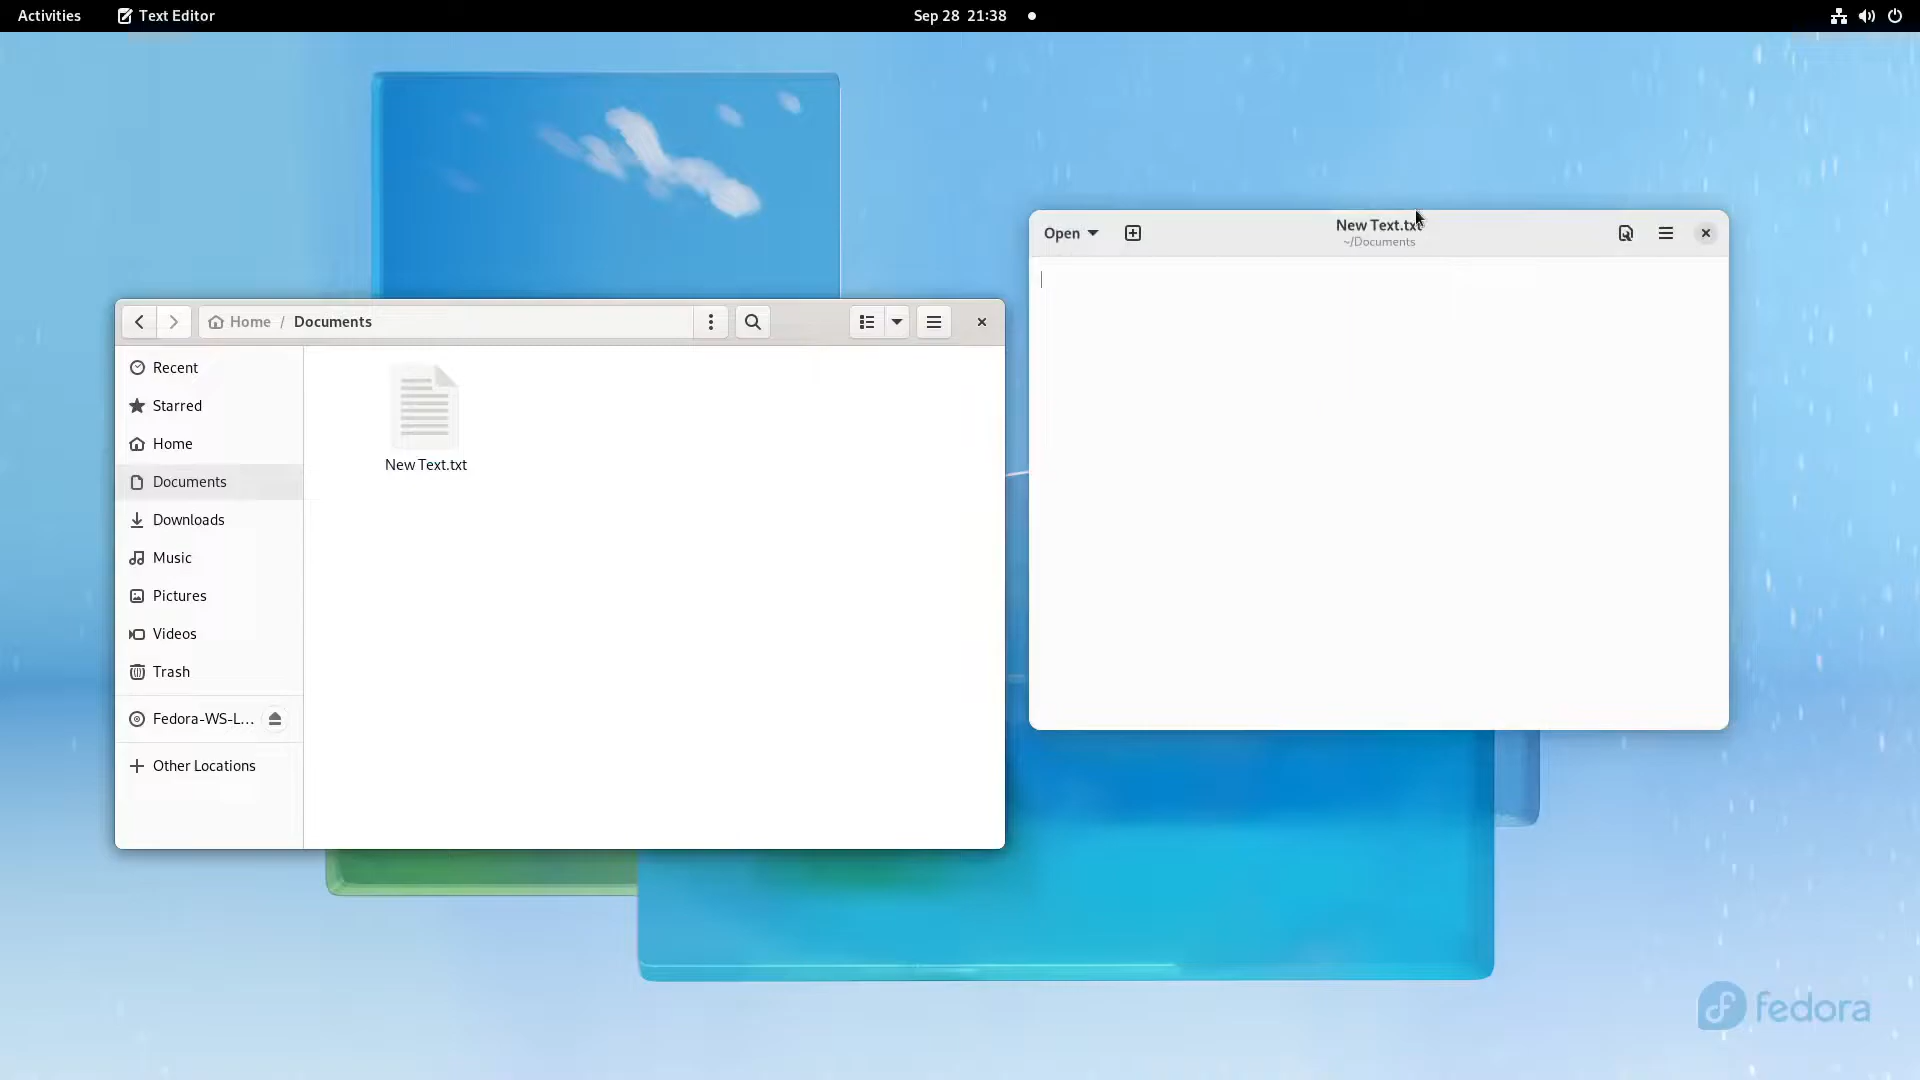 Activities
Text Editor
Sep 28 21:38
Open
New Text.txt
~/Documents
Home / Documents
Recent
Starred
Home
Documents
Downloads
Music
Pictures
Videos
Trash
Fedora-WS-L...
Other Locations
New Text.txt
fedora